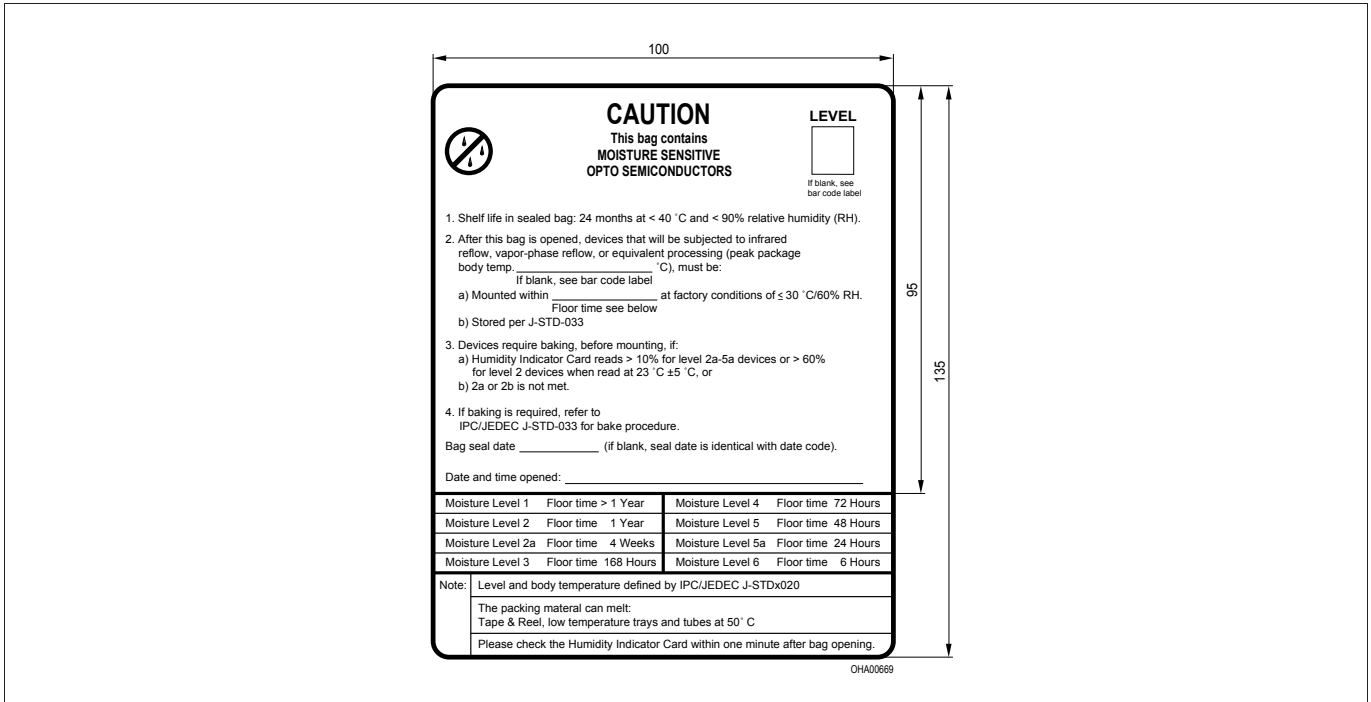 100
CAUTION
LEVEL
This bag contains
MOISTURE SENSITIVE
OPTO SEMICONDUCTORS
If blank, see
bar code label
1. Shelf life in sealed bag: 24 months at < 40 ˚C and < 90% relative humidity (RH).
2. After this bag is opened, devices that will be subjected to infrared
reflow, vapor-phase reflow, or equivalent processing (peak package
body temp. ____________________ ˚C), must be:
If blank, see bar code label
a) Mounted within ________________ at factory conditions of ≤ 30 ˚C/60% RH.
Floor time see below
b) Stored per J-STD-033
3. Devices require baking, before mounting, if:
a) Humidity Indicator Card reads > 10% for level 2a-5a devices or > 60%
for level 2 devices when read at 23 ˚C ±5 ˚C, or
b) 2a or 2b is not met.
4. If baking is required, refer to
IPC/JEDEC J-STD-033 for bake procedure.
Bag seal date ____________ (if blank, seal date is identical with date code).
Date and time opened: ______________________________
95
135
Moisture Level 1 Floor time > 1 Year Moisture Level 4 Floor time 72 Hours
Moisture Level 2 Floor time 1 Year Moisture Level 5 Floor time 48 Hours
Moisture Level 2a Floor time 4 Weeks Moisture Level 5a Floor time 24 Hours
Moisture Level 3 Floor time 168 Hours Moisture Level 6 Floor time 6 Hours
Note: Level and body temperature defined by IPC/JEDEC J-STDx020
The packing materal can melt:
Tape & Reel, low temperature trays and tubes at 50˚ C
Please check the Humidity Indicator Card within one minute after bag opening.
OHA00669